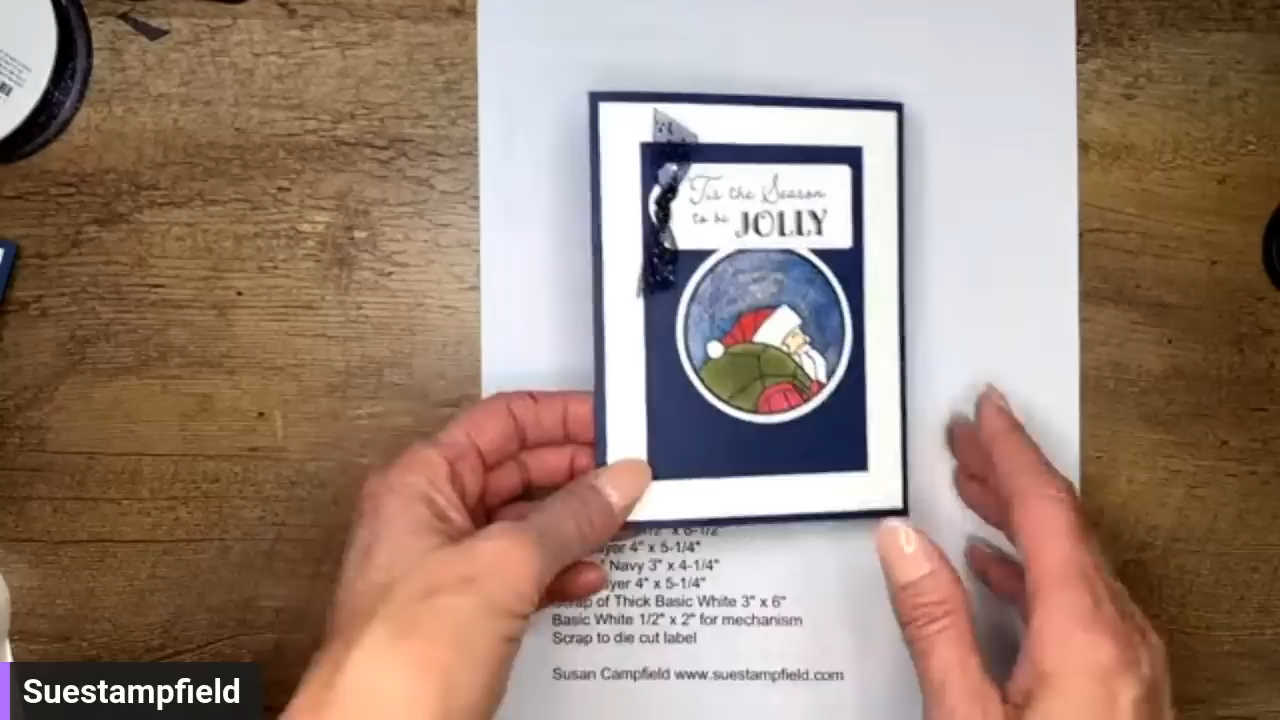 'Tis the Season
to be JOLLY
yer 4" x 5-1/4"
Navy 3" x 4-1/4"
yer 4" x 5-1/4"
Scrap of Thick Basic White 3" x 6"
Basic White 1/2" x 2" for mechanism
Scrap to die cut label
Susan Campfield www.suestampfield.com
Suestampfield